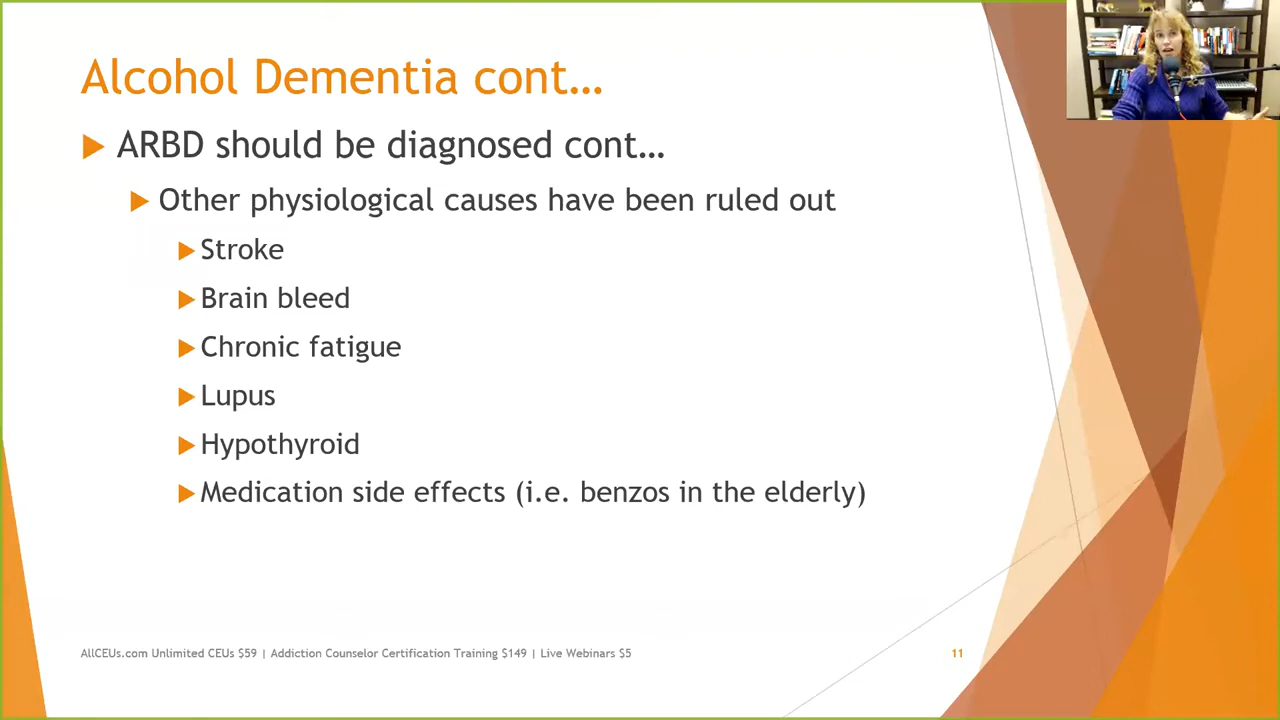 Alcohol Dementia cont…
ARBD should be diagnosed cont…
Other physiological causes have been ruled out
Stroke
Brain bleed
Chronic fatigue
Lupus
Hypothyroid
Medication side effects (i.e. benzos in the elderly)
AllCEUs.com Unlimited CEUs $59 | Addiction Counselor Certification Training $149 | Live Webinars $5
11